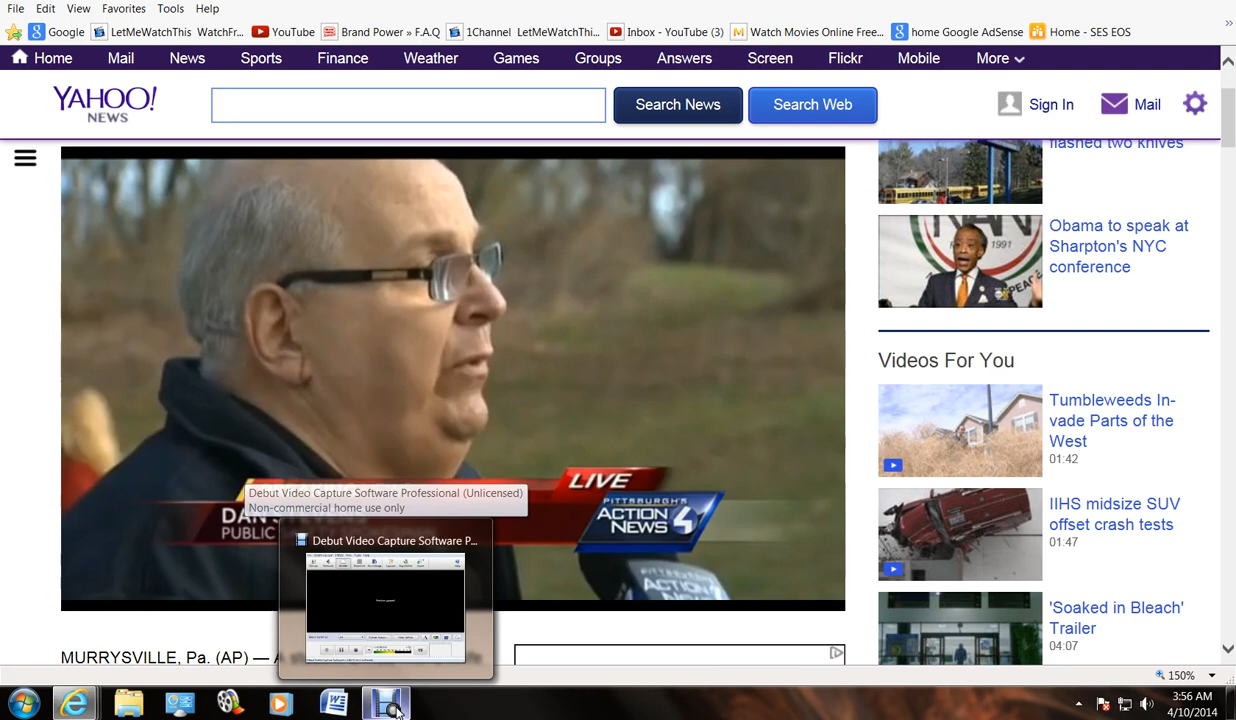 File Edit View Favorites Tools Help
Google LetMeWatchThis WatchFr... YouTube Brand Power » F.A.Q 1Channel LetMeWatchThi... Inbox - YouTube (3) Watch Movies Online Free... home Google AdSense Home - SES EOS
Home Mail News Sports Finance Weather Games Groups Answers Screen Flickr Mobile More
YAHOO!
NEWS
Search News Search Web Sign In Mail
flashed two knives
1991
Obama to speak at
Sharpton's NYC
conference
Videos For You
Tumbleweeds In-
vade Parts of the
West
01:42
LIVE
PITTSBURGH'S
ACTION
NEWS 4
Debut Video Capture Software Professional (Unlicensed)
Non-commercial home use only
DAN
PUBLIC
Debut Video Capture Software P...
IIHS midsize SUV
offset crash tests
01:47
PITTSBURGH'S
ACTION
NEWS
'Soaked in Bleach'
Trailer
04:07
MURRYSVILLE, Pa. (AP) — A
150%
3:56 AM
4/10/2014